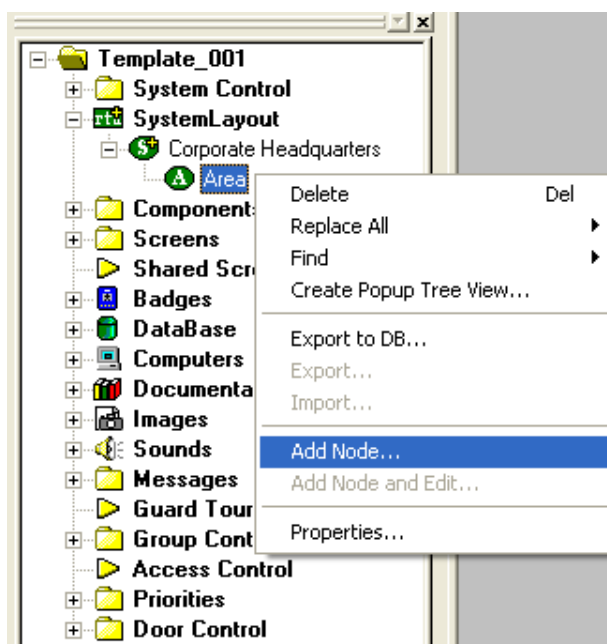 Template_001
System Control
rtu SystemLayout
S Corporate Headquarters
A Area
Delete Del
Replace All
Find
Create Popup Tree View...
Export to DB...
Export...
Import...
Add Node...
Add Node and Edit...
Properties...
Component
Screens
Shared Scr
Badges
DataBase
Computers
Documenta
Images
Sounds
Messages
Guard Tour
Group Cont
Access Control
Priorities
Door Control